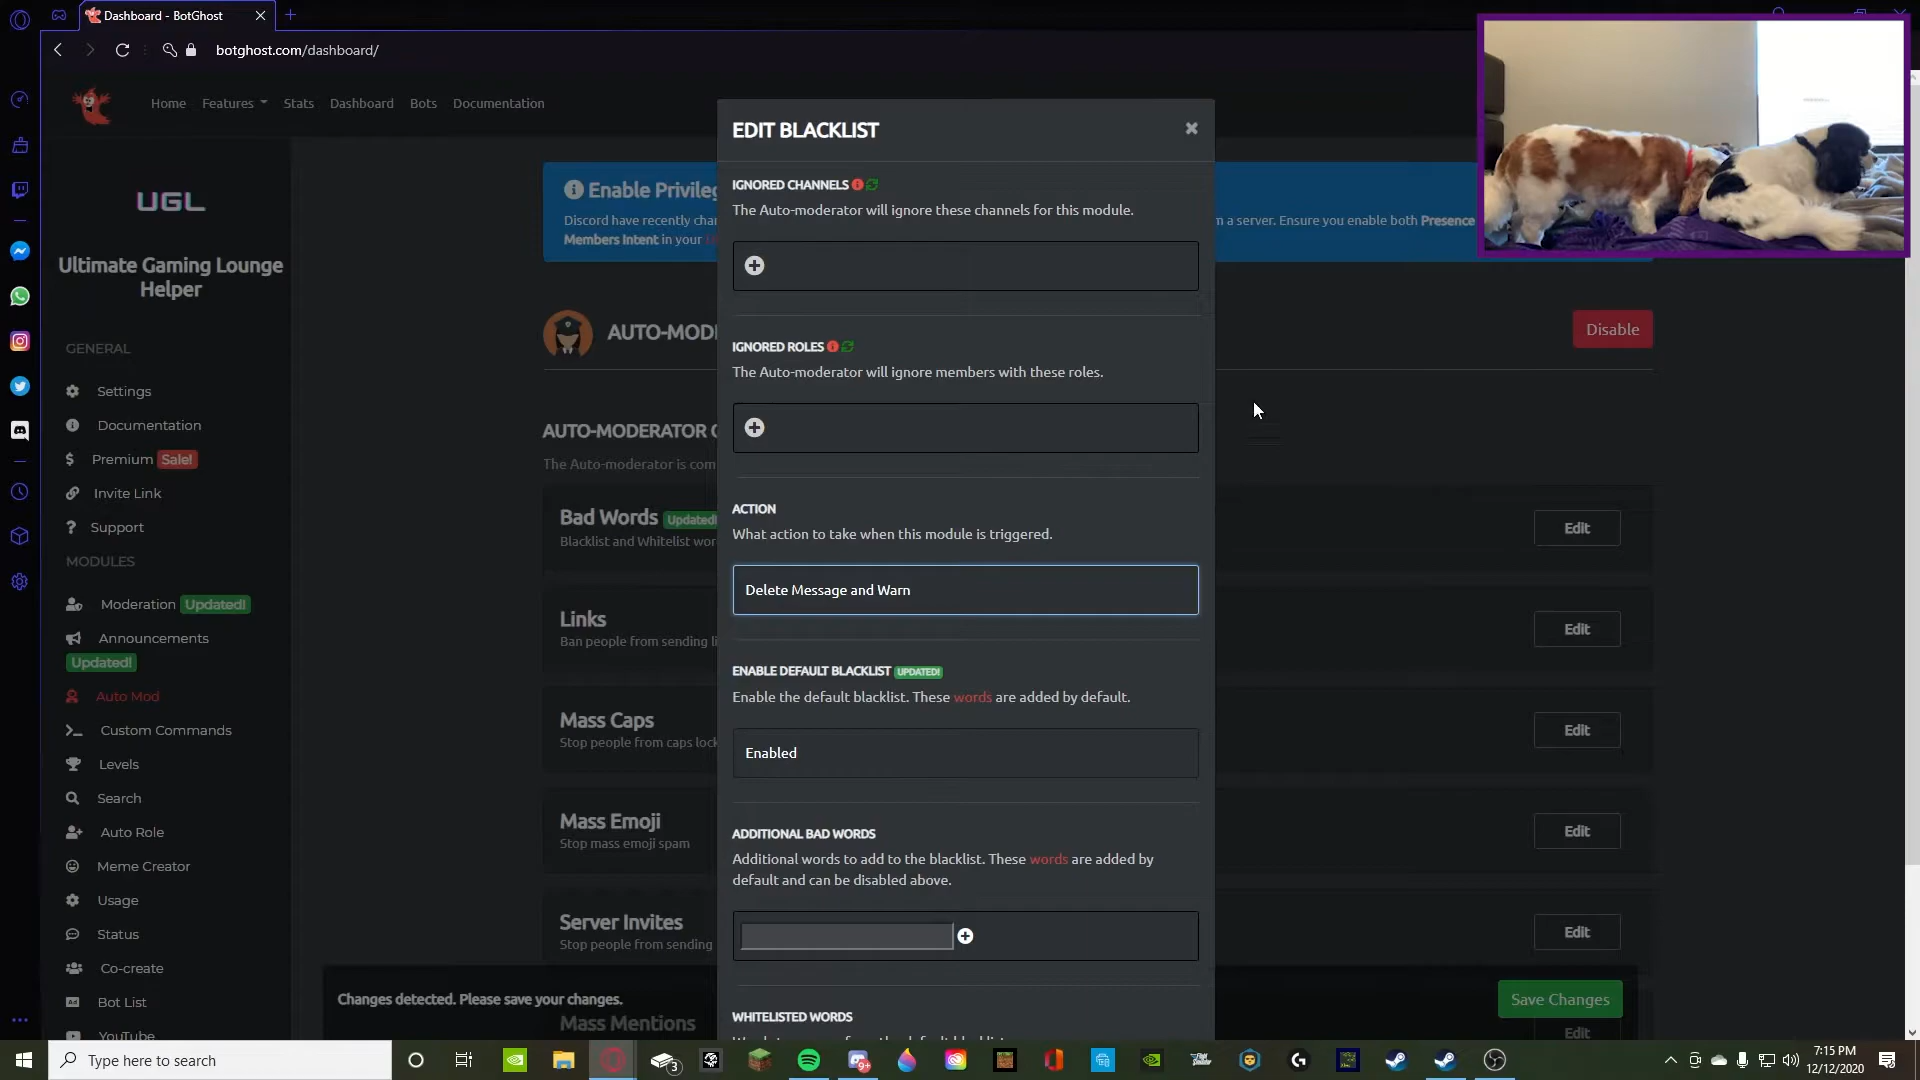 Dashboard - BotGhost
botghost.com/dashboard/
Home Features Stats Dashboard Bots Documentation
UGL
Ultimate Gaming Lounge
Helper
GENERAL
Settings
Documentation
Premium Sale!
Invite Link
Support
MODULES
Moderation Updated!
Announcements
Updated!
Auto Mod
Custom Commands
Levels
Search
Auto Role
Meme Creator
Usage
Status
Co-create
Bot List
YouTube
Enable Privileg
Discord have recently cha
m a server. Ensure you enable both Presence
Members Intent in your
AUTO-MOD
Disable
AUTO-MODERATOR
The Auto-moderator is com
Bad Words Updated!
Blacklist and Whitelist wor
Edit
Links
Ban people from sending li
Edit
Mass Caps
Stop people from caps lock
Edit
Mass Emoji
Stop mass emoji spam
Edit
Server Invites
Stop people from sending
Edit
Changes detected. Please save your changes.
Save Changes
Mass Mentions
Edit
EDIT BLACKLIST
IGNORED CHANNELS
The Auto-moderator will ignore these channels for this module.
IGNORED ROLES
The Auto-moderator will ignore members with these roles.
ACTION
What action to take when this module is triggered.
Delete Message and Warn
ENABLE DEFAULT BLACKLIST UPDATED!
Enable the default blacklist. These words are added by default.
Enabled
ADDITIONAL BAD WORDS
Additional words to add to the blacklist. These words are added by
default and can be disabled above.
WHITELISTED WORDS
Type here to search
3
9+
7:15 PM
12/12/2020